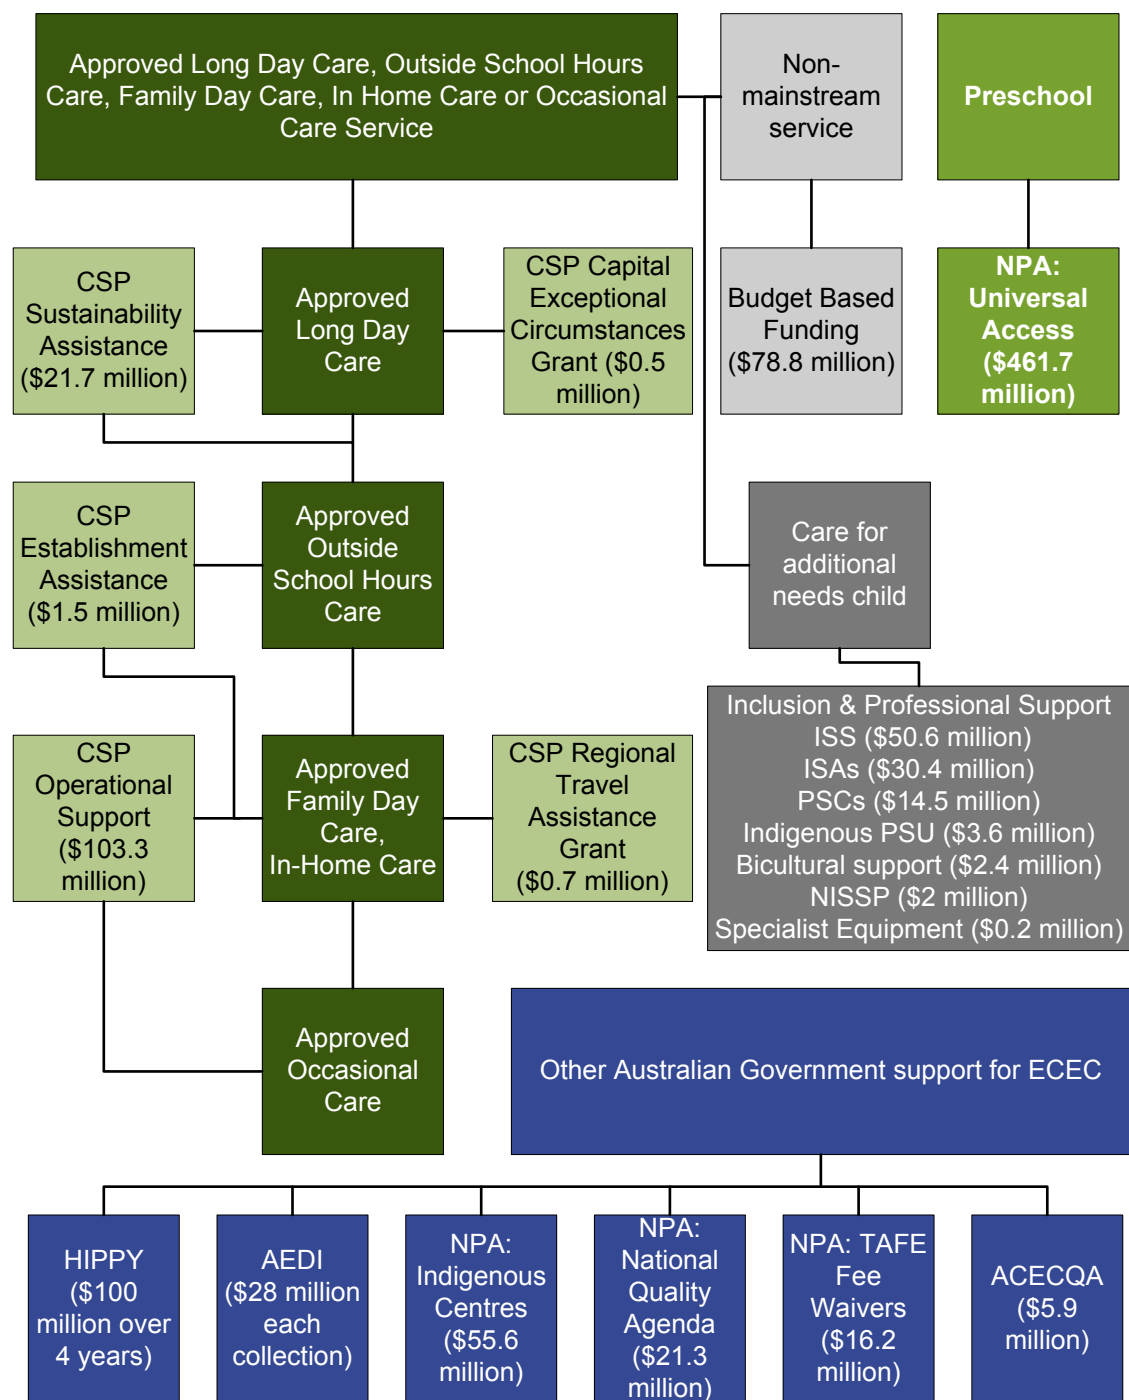 Approved Long Day Care, Outside School Hours
Care, Family Day Care, In Home Care or Occasional
Care Service
Non-
mainstream
service
Preschool
CSP
Sustainability
Assistance
($21.7 million)
Approved
Long Day
Care
CSP Capital
Exceptional
Circumstances
Grant ($0.5
million)
Budget Based
Funding
($78.8 million)
NPA:
Universal
Access
($461.7
million)
CSP
Establishment
Assistance
($1.5 million)
Approved
Outside
School Hours
Care
Care for
additional
needs child
CSP
Operational
Support
($103.3
million)
Approved
Family Day
Care,
In-Home Care
CSP Regional
Travel
Assistance
Grant
($0.7 million)
Inclusion & Professional Support
ISS ($50.6 million)
ISAs ($30.4 million)
PSCs ($14.5 million)
Indigenous PSU ($3.6 million)
Bicultural support ($2.4 million)
NISSP ($2 million)
Specialist Equipment ($0.2 million)
Approved
Occasional
Care
Other Australian Government support for ECEC
HIPPY
($100
million over
4 years)
AEDI
($28 million
each
collection)
NPA:
Indigenous
Centres
($55.6
million)
NPA:
National
Quality
Agenda
($21.3
million)
NPA: TAFE
Fee
Waivers
($16.2
million)
ACECQA
($5.9
million)